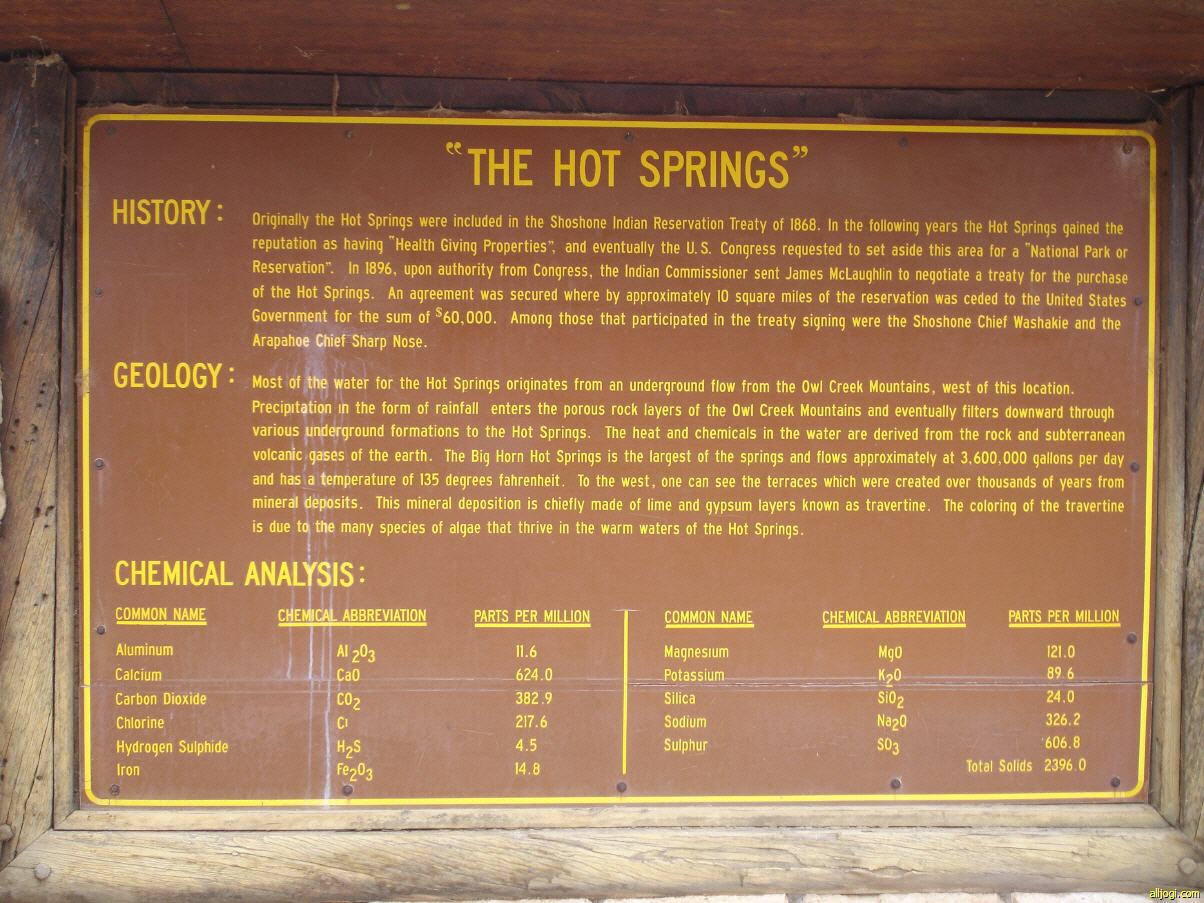 "THE HOT SPRINGS"
HISTORY:
Originally the Hot Springs were included in the Shoshone Indian Reservation Treaty of 1868. In the following years the Hot Springs gained the
reputation as having "Health Giving Properties", and eventually the U.S. Congress requested to set aside this area for a "National Park or
Reservation". In 1896, upon authority from Congress, the Indian Commissioner sent James McLaughlin to negotiate a treaty for the purchase
of the Hot Springs. An agreement was secured where by approximately 10 square miles of the reservation was ceded to the United States
Government for the sum of $60,000. Among those that participated in the treaty signing were the Shoshone Chief Washakie and the
Arapahoe Chief Sharp Nose.
GEOLOGY:
Most of the water for the Hot Springs originates from an underground flow from the Owl Creek Mountains, west of this location.
Precipitation in the form of rainfall enters the porous rock layers of the Owl Creek Mountains and eventually filters downward through
various underground formations to the Hot Springs. The heat and chemicals in the water are derived from the rock and subterranean
volcanic gases of the earth. The Big Horn Hot Springs is the largest of the springs and flows approximately at 3,600,000 gallons per day
and has a temperature of 135 degrees fahrenheit. To the west, one can see the terraces which were created over thousands of years from
mineral deposits. This mineral deposition is chiefly made of lime and gypsum layers known as travertine. The coloring of the travertine
is due to the many species of algae that thrive in the warm waters of the Hot Springs.
CHEMICAL ANALYSIS:
COMMON NAME CHEMICAL ABBREVIATION PARTS PER MILLION
Aluminum Al2O3 11.6
Calcium CaO 624.0
Carbon Dioxide CO2 382.9
Chlorine Cl 217.6
Hydrogen Sulphide H2S 4.5
Iron Fe2O3 14.8
COMMON NAME CHEMICAL ABBREVIATION PARTS PER MILLION
Magnesium MgO 121.0
Potassium K2O 89.6
Silica SiO2 24.0
Sodium Na2O 326.2
Sulphur SO3 606.8
Total Solids 2396.0
alljogi.com